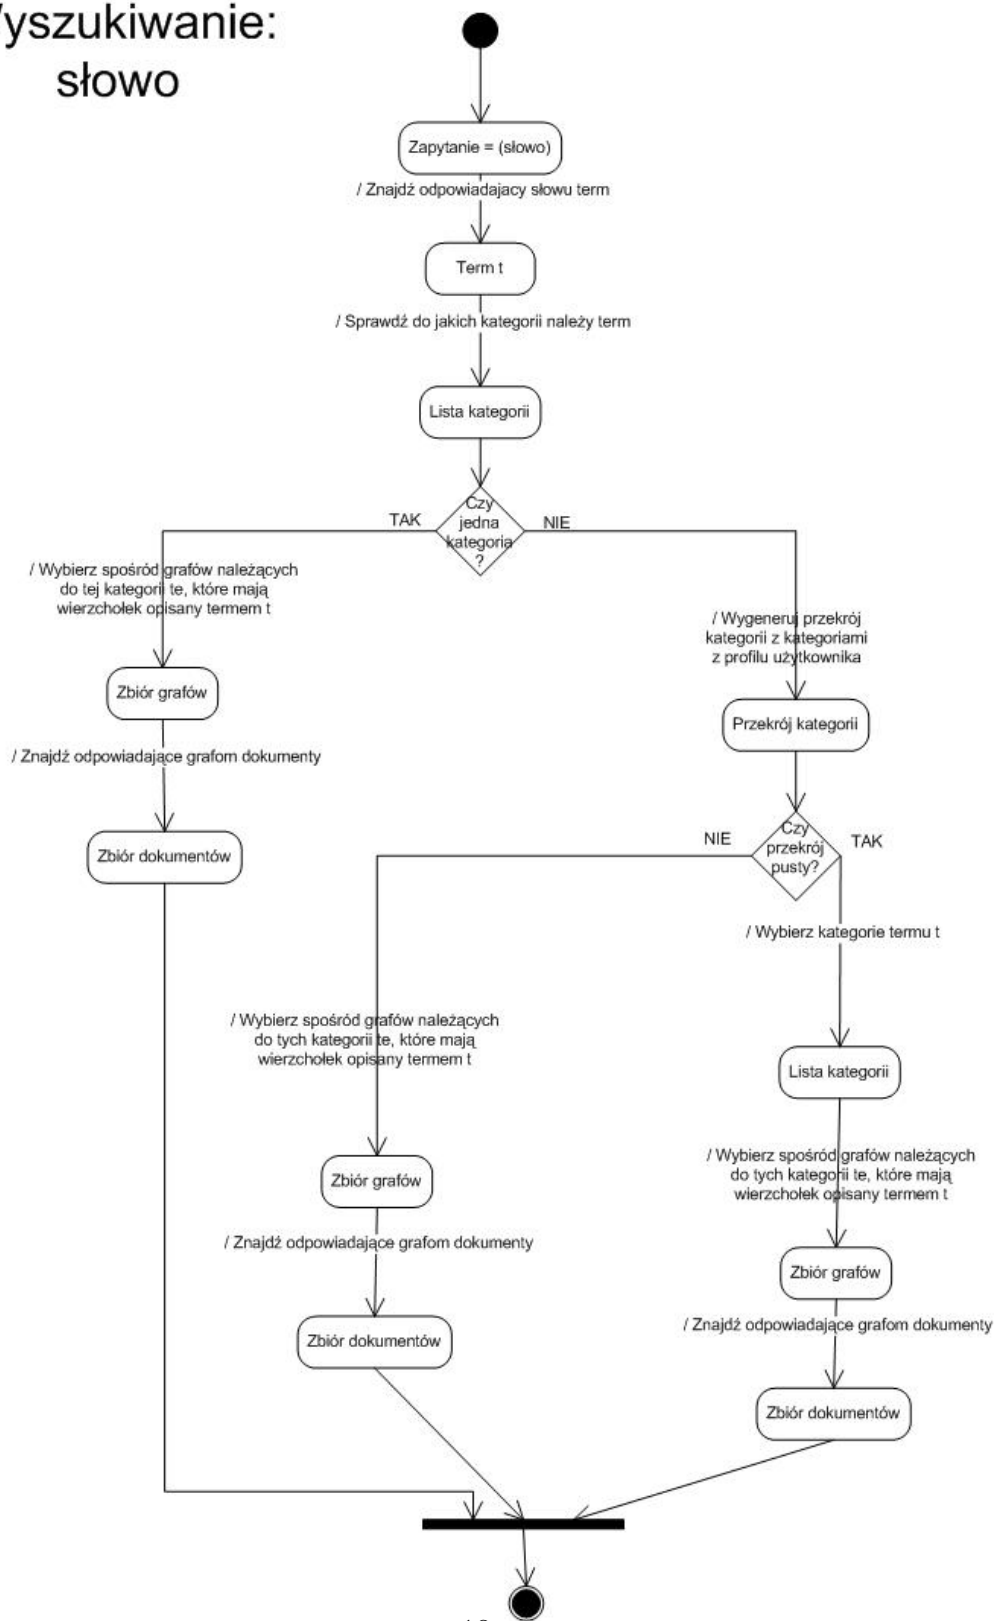 yszukiwanie:
słowo
Zapytanie = (słowo)
/ Znajdź odpowiadajacy słowu term
Term t
/ Sprawdź do jakich kategorii należy term
Lista kategorii
Czy
jedna
kategoria
?
TAK
NIE
/ Wybierz spośród grafów należących
do tej kategorii te, które mają
wierzchołek opisany termem t
/ Wygeneruj przekrój
kategorii z kategoriami
z profilu użytkownika
Zbiór grafów
Przekrój kategorii
/ Znajdź odpowiadające grafom dokumenty
Zbiór dokumentów
Czy
przekrój
pusty?
NIE
TAK
/ Wybierz kategorie termu t
/ Wybierz spośród grafów należących
do tych kategorii te, które mają
wierzchołek opisany termem t
Lista kategorii
Zbiór grafów
/ Wybierz spośród grafów należących
do tych kategorii te, które mają
wierzchołek opisany termem t
/ Znajdź odpowiadające grafom dokumenty
Zbiór grafów
Zbiór dokumentów
/ Znajdź odpowiadające grafom dokumenty
Zbiór dokumentów